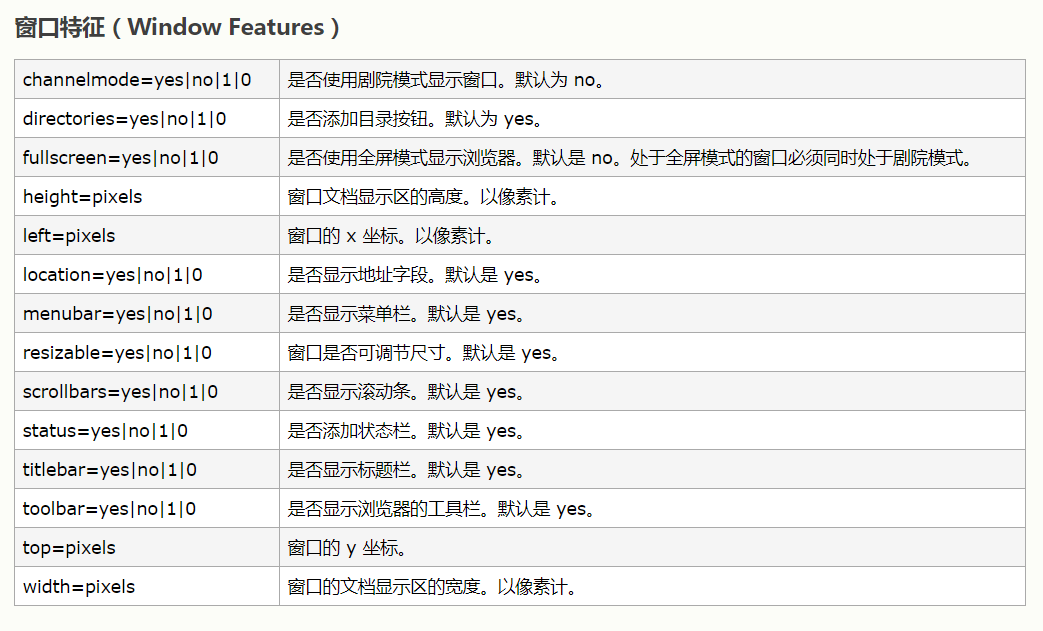 窗口特征（Window Features）
channelmode=yes|no|1|0 是否使用剧院模式显示窗口。默认为 no。
directories=yes|no|1|0 是否添加目录按钮。默认为 yes。
fullscreen=yes|no|1|0 是否使用全屏模式显示浏览器。默认是 no。处于全屏模式的窗口必须同时处于剧院模式。
height=pixels 窗口文档显示区的高度。以像素计。
left=pixels 窗口的 x 坐标。以像素计。
location=yes|no|1|0 是否显示地址字段。默认是 yes。
menubar=yes|no|1|0 是否显示菜单栏。默认是 yes。
resizable=yes|no|1|0 窗口是否可调节尺寸。默认是 yes。
scrollbars=yes|no|1|0 是否显示滚动条。默认是 yes。
status=yes|no|1|0 是否添加状态栏。默认是 yes。
titlebar=yes|no|1|0 是否显示标题栏。默认是 yes。
toolbar=yes|no|1|0 是否显示浏览器的工具栏。默认是 yes。
top=pixels 窗口的 y 坐标。
width=pixels 窗口的文档显示区的宽度。以像素计。